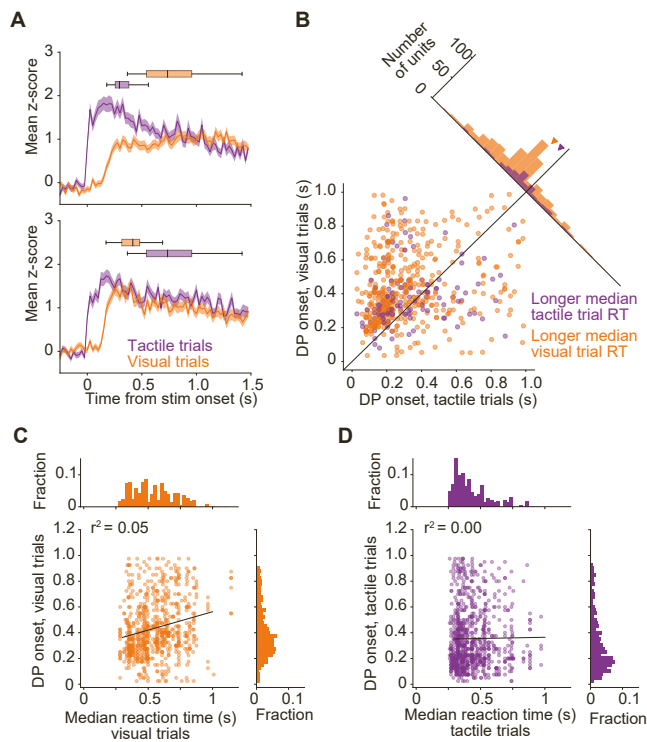 A
Mean z-score
3
2
1
0
Mean z-score
3
2
1
0
Tactile trials
Visual trials
0
0.5
1.0
1.5
Time from stim onset (s)
B
Number
of units
100
50
0
DP onset, visual trials (s)
1.0
0.8
0.6
0.4
0.2
0
0
0.2
0.4
0.6
0.8
1.0
DP onset, tactile trials (s)
Longer median
tactile trial RT
Longer median
visual trial RT
C
Fraction
0.1
0
r² = 0.05
DP onset, visual trials
1.2
1.0
0.8
0.6
0.4
0.2
0
0
0.5
1.0
Median reaction time (s)
visual trials
0
0.1
Fraction
D
Fraction
0.1
0
r² = 0.00
DP onset, tactile trials
1.2
1.0
0.8
0.6
0.4
0.2
0
0
0.5
1.0
Median reaction time (s)
tactile trials
0
0.1
Fraction